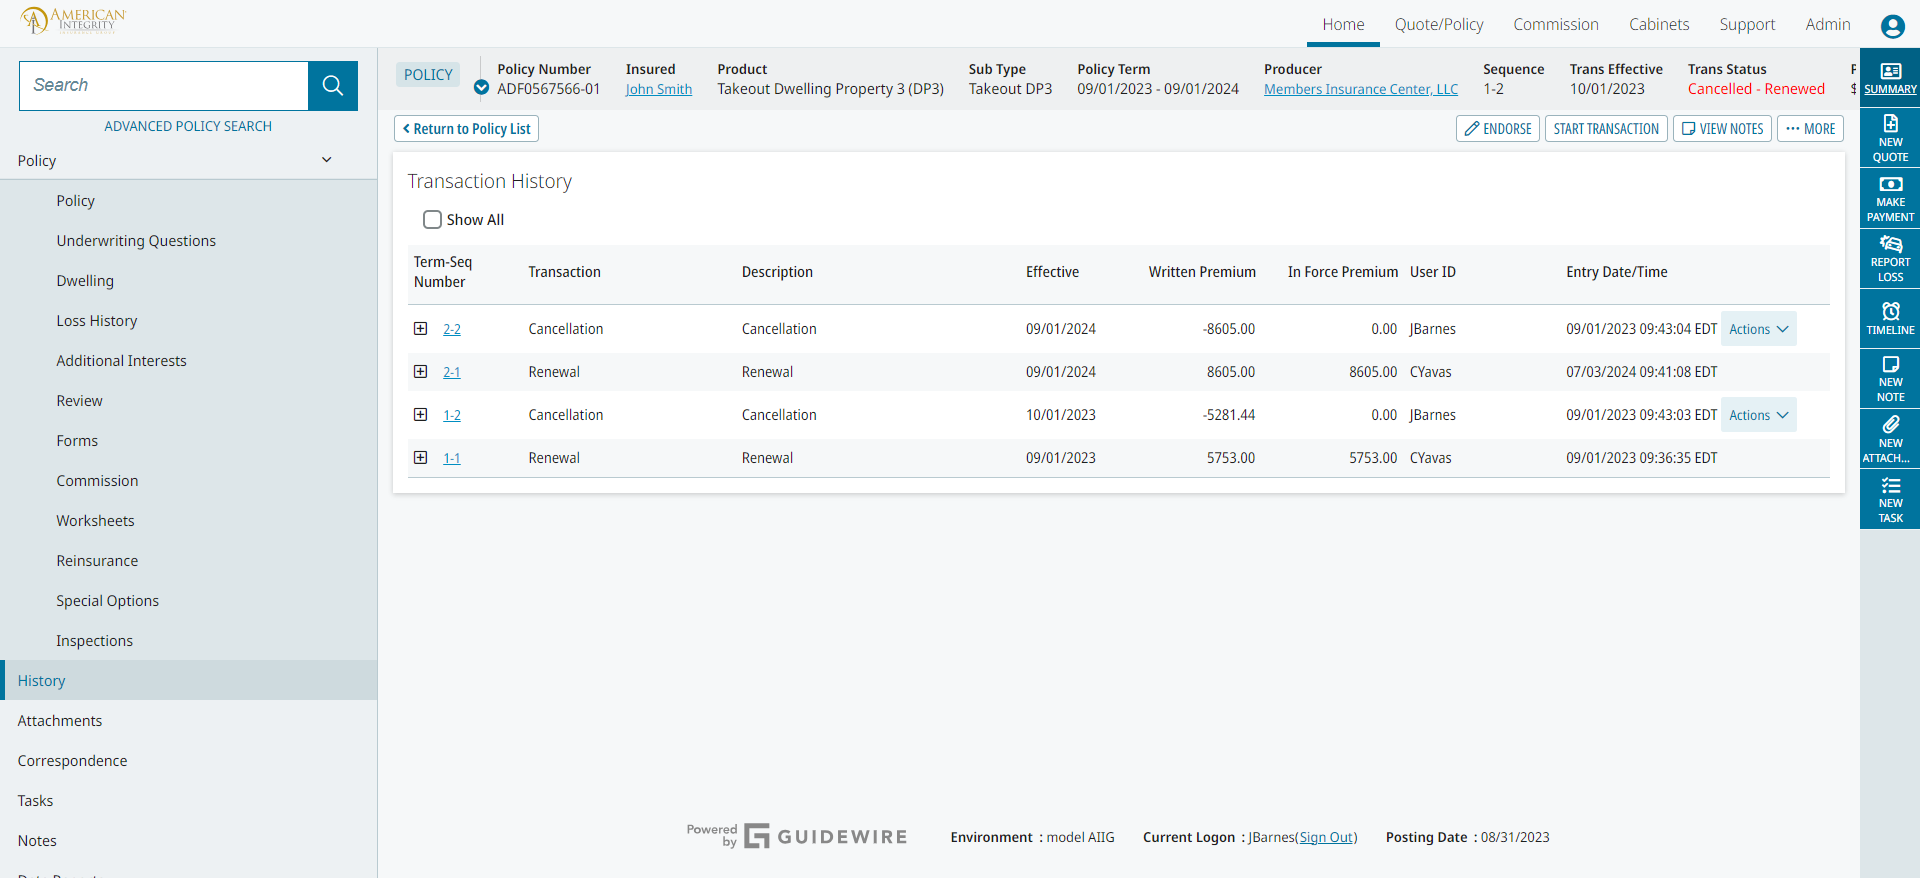 AMERICAN
INTEGRITY
Home Quote/Policy Commission Cabinets Support Admin
Search
ADVANCED POLICY SEARCH
Policy
Policy
Underwriting Questions
Dwelling
Loss History
Additional Interests
Review
Forms
Commission
Worksheets
Reinsurance
Special Options
Inspections
History
Attachments
Correspondence
Tasks
Notes
POLICY
Policy Number Insured Product Sub Type Policy Term Producer Sequence Trans Effective Trans Status
ADF0567566-01 John Smith Takeout Dwelling Property 3 (DP3) Takeout DP3 09/01/2023 - 09/01/2024 Members Insurance Center, LLC 1-2 10/01/2023 Cancelled - Renewed $
Return to Policy List
ENDORSE START TRANSACTION VIEW NOTES ··· MORE
Transaction History
Show All
Term-Seq
Number Transaction Description Effective Written Premium In Force Premium User ID Entry Date/Time
2-2 Cancellation Cancellation 09/01/2024 -8605.00 0.00 JBarnes 09/01/2023 09:43:04 EDT Actions
2-1 Renewal Renewal 09/01/2024 8605.00 8605.00 CYavas 07/03/2024 09:41:08 EDT
1-2 Cancellation Cancellation 10/01/2023 -5281.44 0.00 JBarnes 09/01/2023 09:43:03 EDT Actions
1-1 Renewal Renewal 09/01/2023 5753.00 5753.00 CYavas 09/01/2023 09:36:35 EDT
SUMMARY
NEW
QUOTE
MAKE
PAYMENT
REPORT
LOSS
TIMELINE
NEW
NOTE
NEW
ATTACH...
NEW
TASK
Powered
by GUIDEWIRE
Environment : model AIIG Current Logon : JBarnes(Sign Out) Posting Date : 08/31/2023